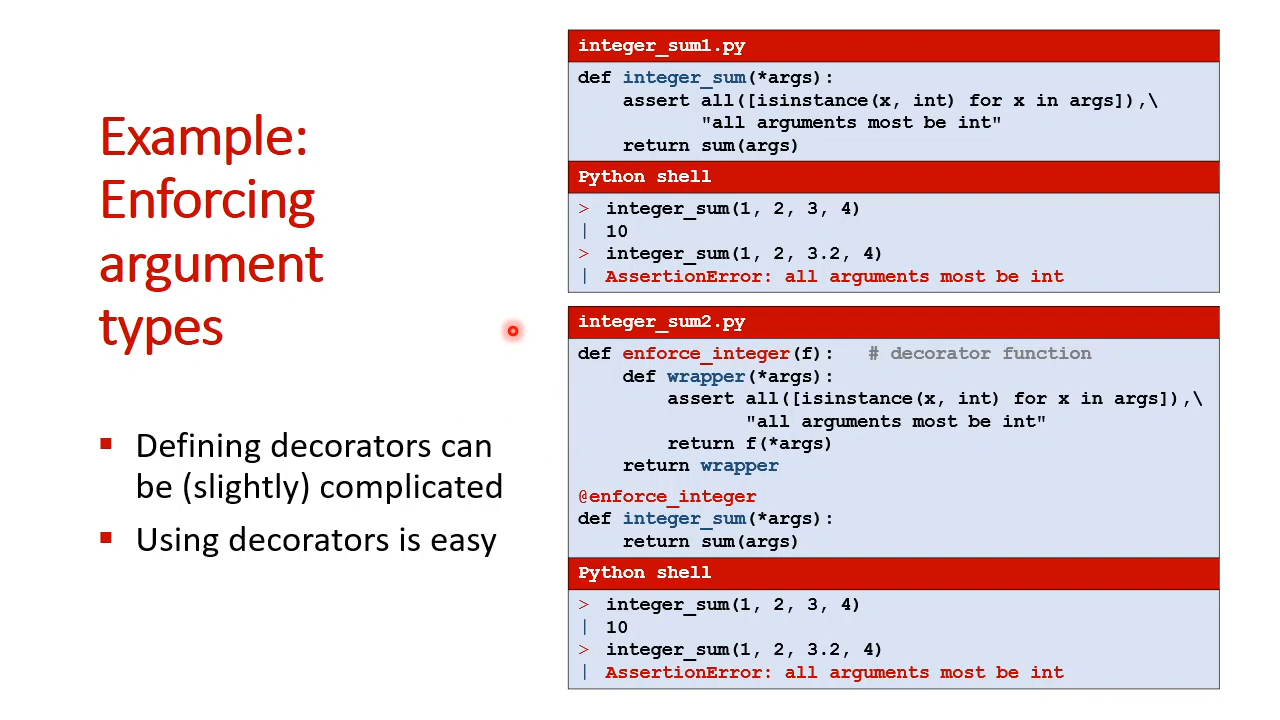 Example:
Enforcing
argument
types
▪ Defining decorators can
be (slightly) complicated
▪ Using decorators is easy
integer_sum1.py
def integer_sum(*args):
    assert all([isinstance(x, int) for x in args]),\
           "all arguments most be int"
    return sum(args)
Python shell
> integer_sum(1, 2, 3, 4)
| 10
> integer_sum(1, 2, 3.2, 4)
| AssertionError: all arguments most be int
integer_sum2.py
def enforce_integer(f):   # decorator function
    def wrapper(*args):
        assert all([isinstance(x, int) for x in args]),\
               "all arguments most be int"
        return f(*args)
    return wrapper
@enforce_integer
def integer_sum(*args):
    return sum(args)
Python shell
> integer_sum(1, 2, 3, 4)
| 10
> integer_sum(1, 2, 3.2, 4)
| AssertionError: all arguments most be int